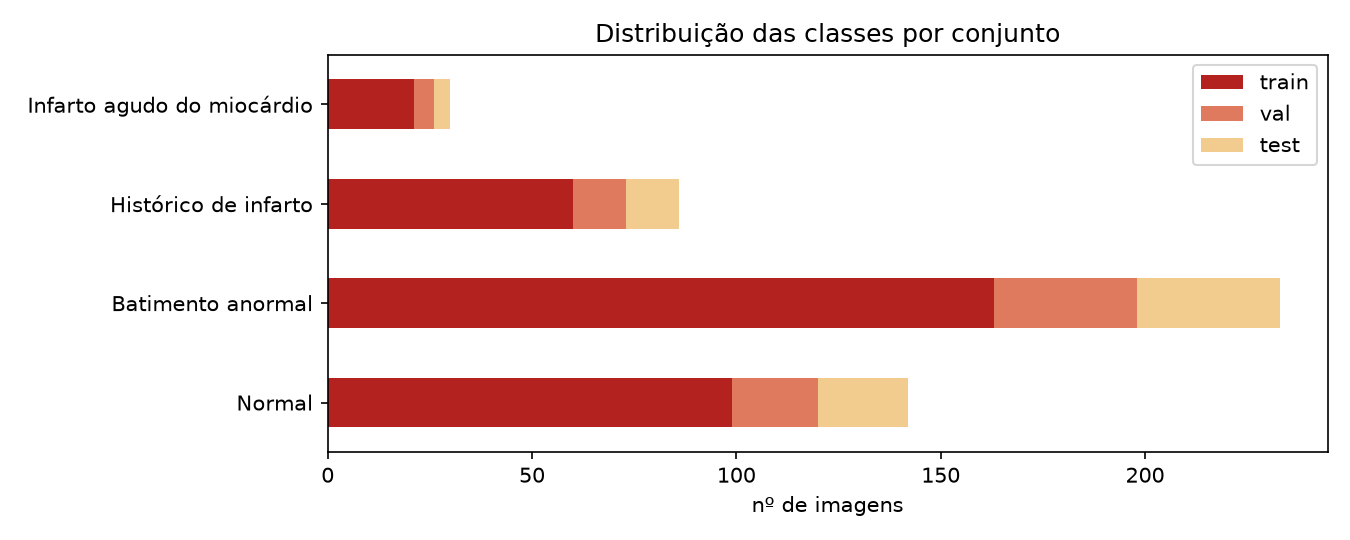 Distribuição das classes por conjunto
train
val
test
Infarto agudo do miocárdio
Histórico de infarto
Batimento anormal
Normal
0 50 100 150 200
nº de imagens